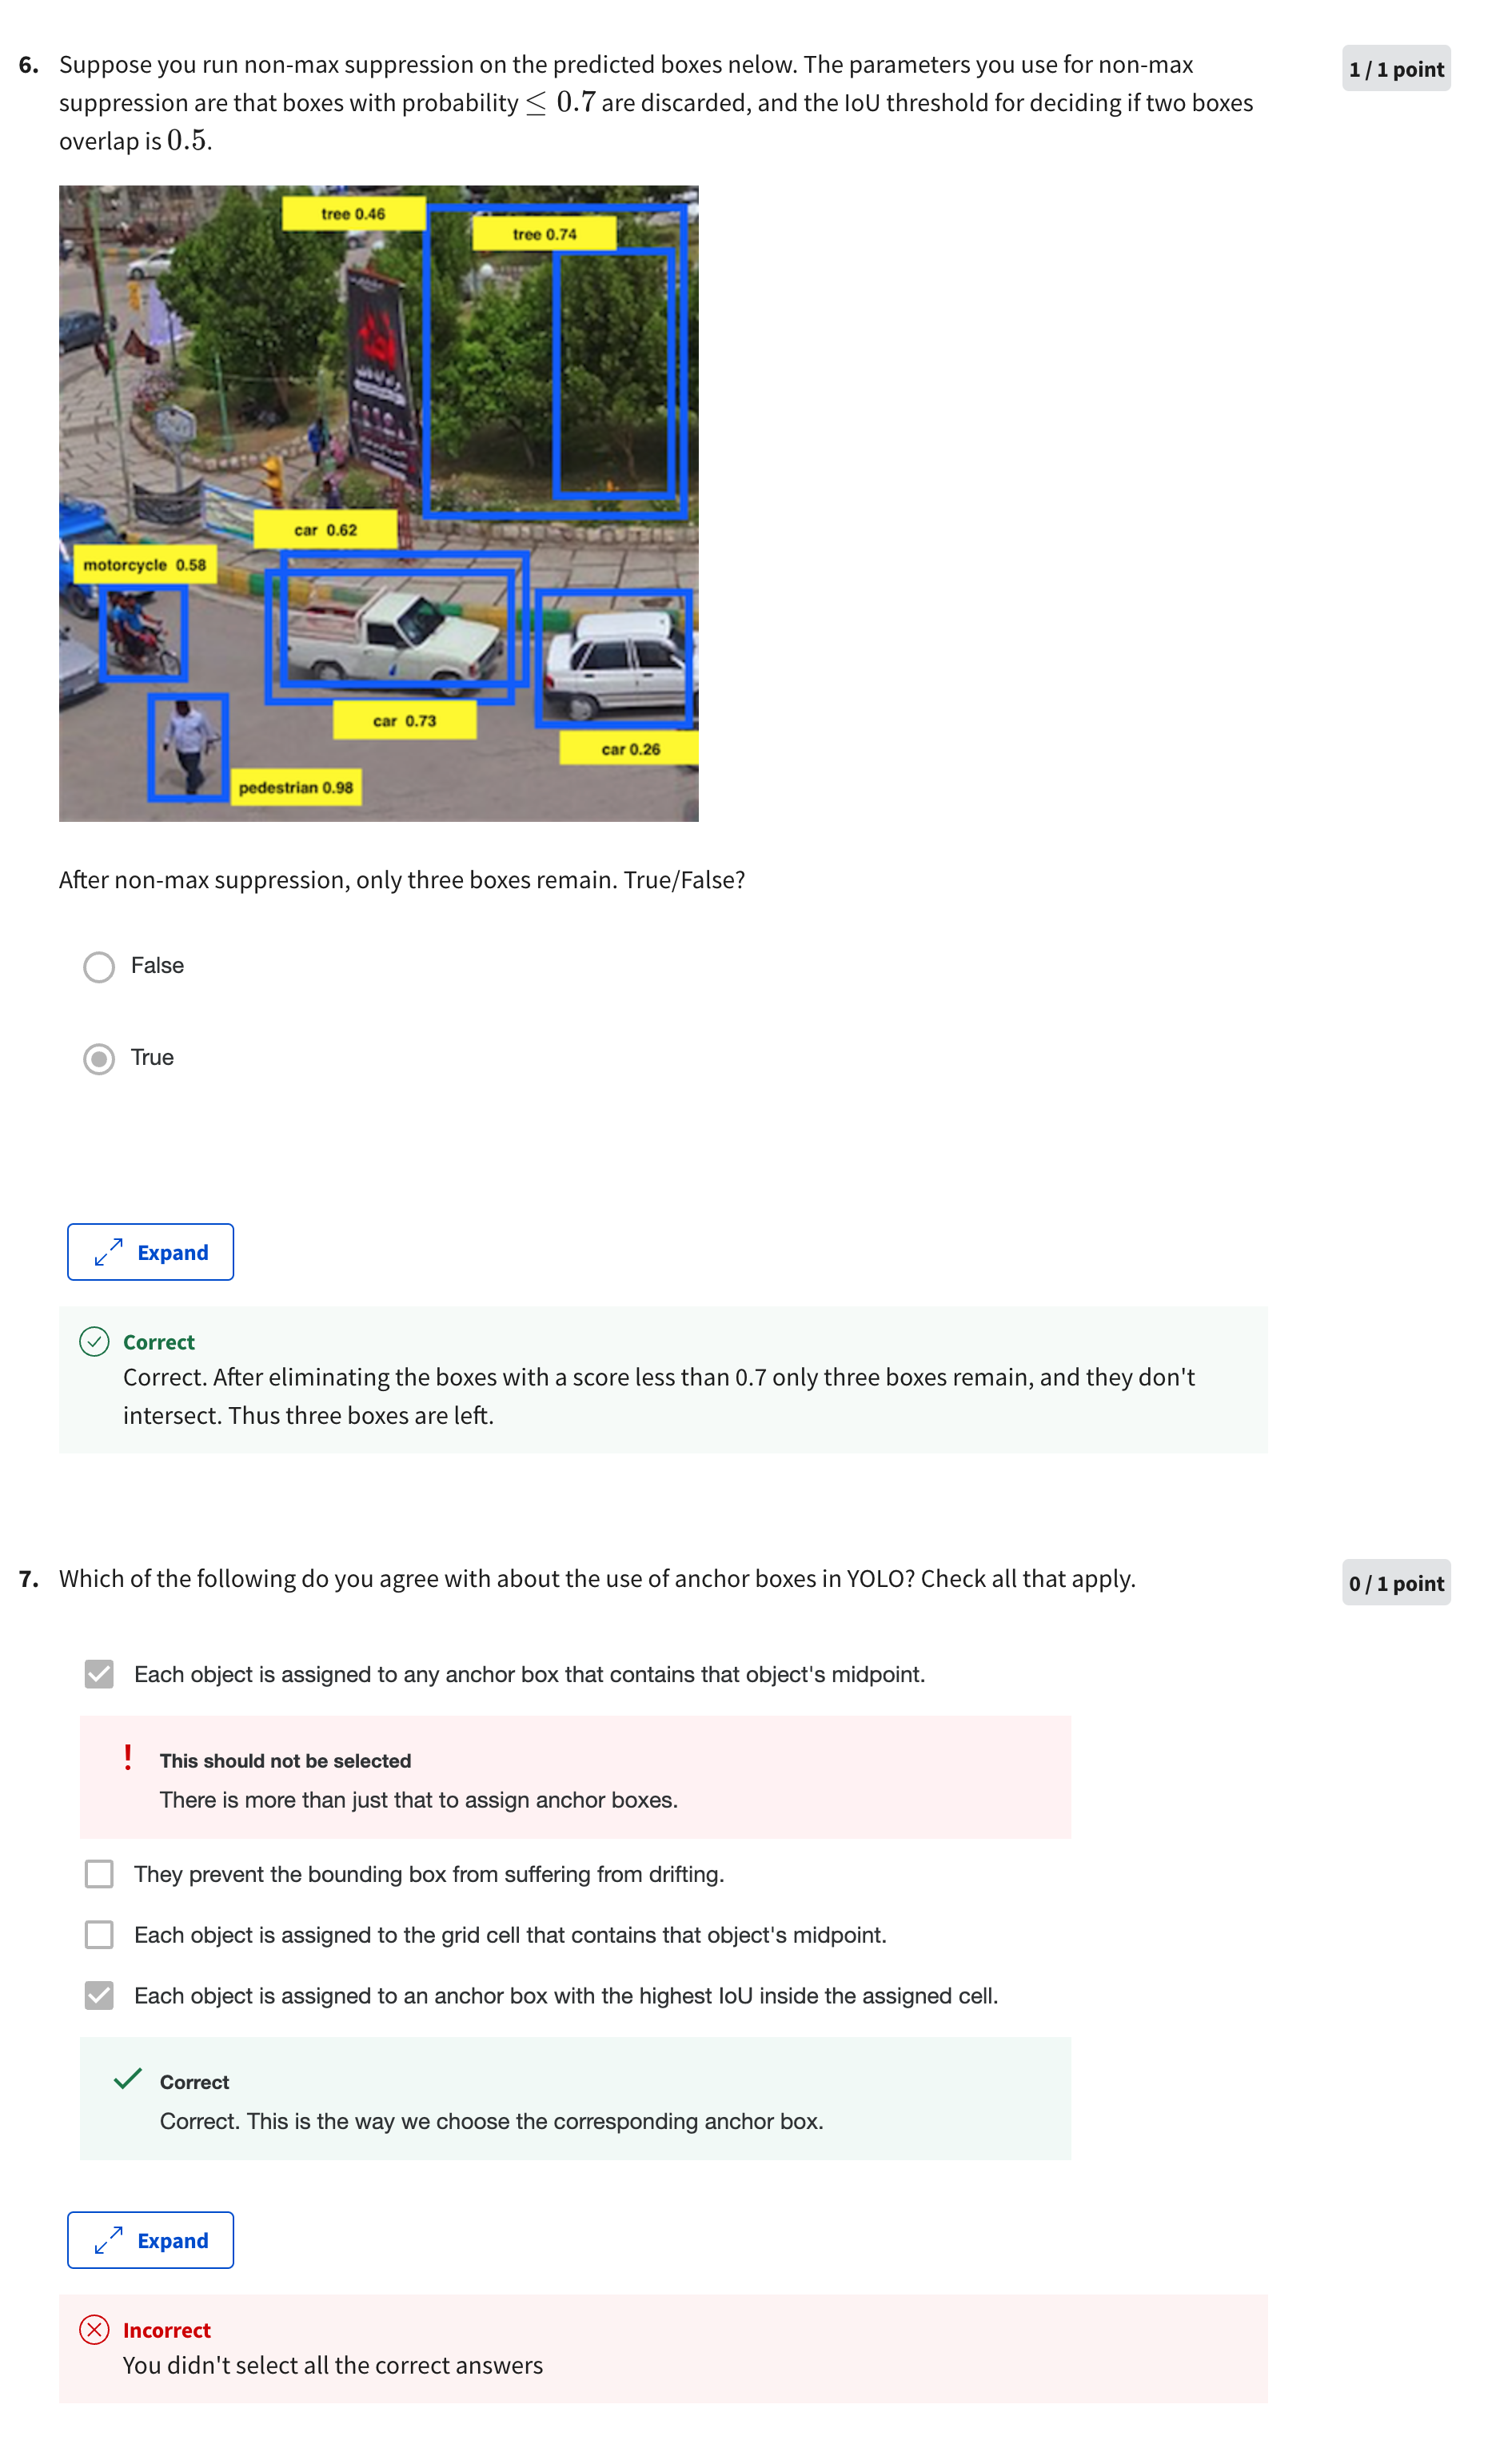 6. Suppose you run non-max suppression on the predicted boxes nelow. The parameters you use for non-max
suppression are that boxes with probability ≤ 0.7 are discarded, and the IoU threshold for deciding if two boxes
overlap is 0.5.
1 / 1 point
tree 0.46
tree 0.74
car 0.62
motorcycle 0.58
car 0.73
car 0.26
pedestrian 0.98
After non-max suppression, only three boxes remain. True/False?
False
True
Expand
Correct
Correct. After eliminating the boxes with a score less than 0.7 only three boxes remain, and they don't
intersect. Thus three boxes are left.
7. Which of the following do you agree with about the use of anchor boxes in YOLO? Check all that apply.
0 / 1 point
Each object is assigned to any anchor box that contains that object's midpoint.
! This should not be selected
There is more than just that to assign anchor boxes.
They prevent the bounding box from suffering from drifting.
Each object is assigned to the grid cell that contains that object's midpoint.
Each object is assigned to an anchor box with the highest IoU inside the assigned cell.
Correct
Correct. This is the way we choose the corresponding anchor box.
Expand
Incorrect
You didn't select all the correct answers